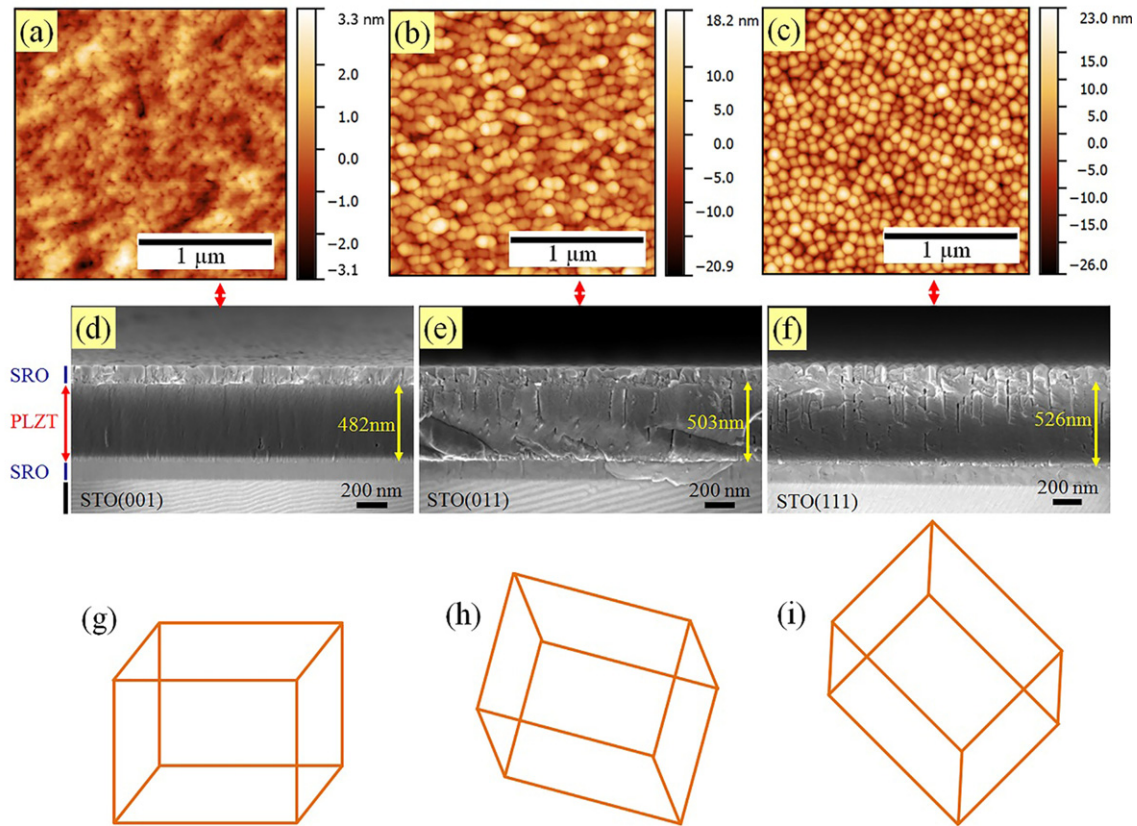 (a)
3.3 nm
2.0
1.0
0.0
−1.0
−2.0
−3.1
1 µm
(b)
18.2 nm
10.0
5.0
0.0
−5.0
−10.0
−20.9
1 µm
(c)
23.0 nm
15.0
10.0
5.0
0.0
−5.0
−10.0
−15.0
−26.0
1 µm
SRO
PLZT
SRO
(d)
482nm
STO(001)
200 nm
(e)
503nm
STO(011)
200 nm
(f)
526nm
STO(111)
200 nm
(g)
(h)
(i)